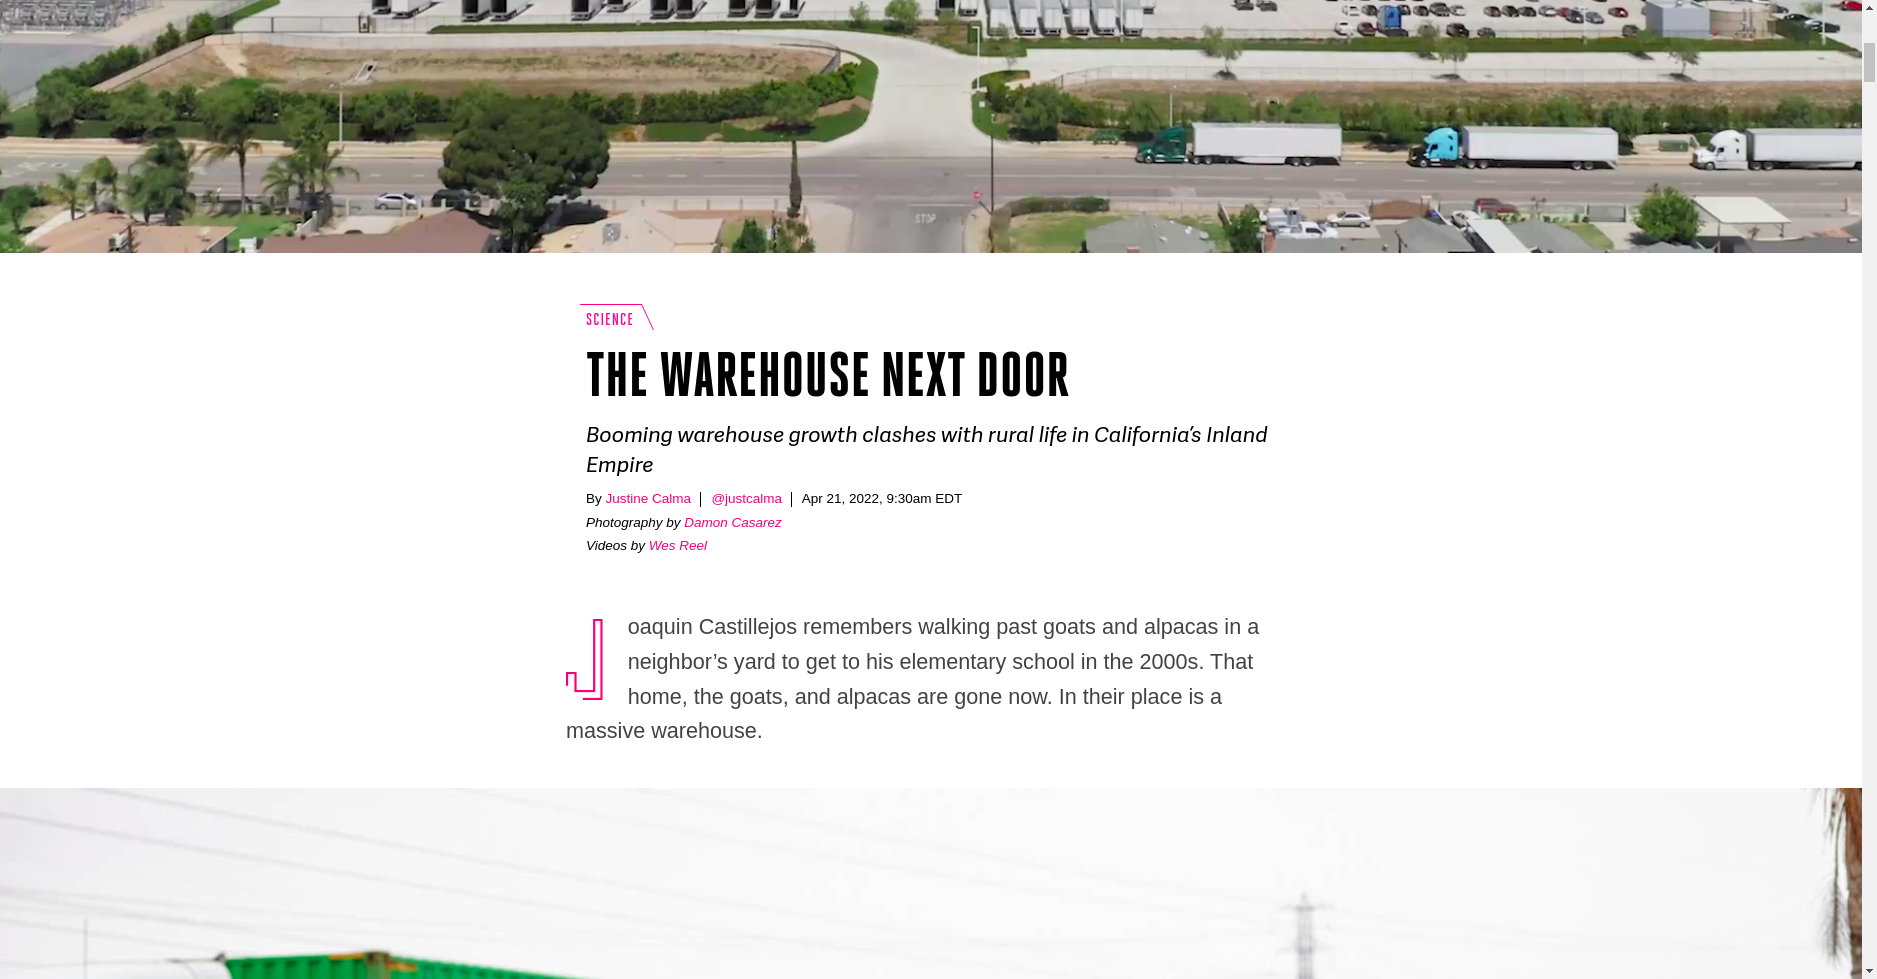 STOP
SCIENCE
THE WAREHOUSE NEXT DOOR
Booming warehouse growth clashes with rural life in California’s Inland
Empire
By Justine Calma | @justcalma | Apr 21, 2022, 9:30am EDT
Photography by Damon Casarez
Videos by Wes Reel
Joaquin Castillejos remembers walking past goats and alpacas in a
neighbor’s yard to get to his elementary school in the 2000s. That
home, the goats, and alpacas are gone now. In their place is a
massive warehouse.